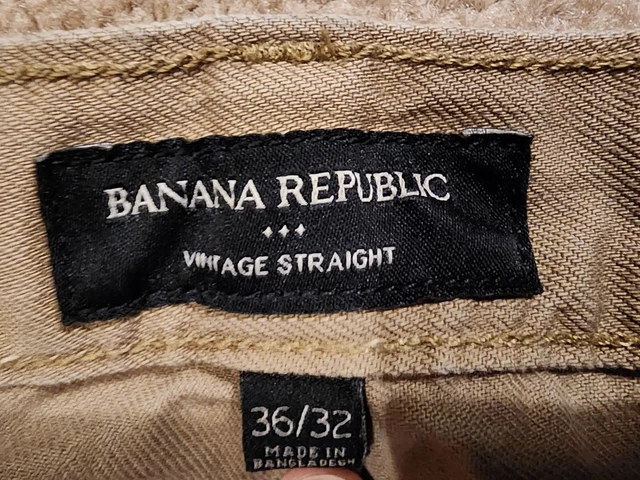 BANANA REPUBLIC
VINTAGE STRAIGHT
36/32
MADE IN
BANGLADESH